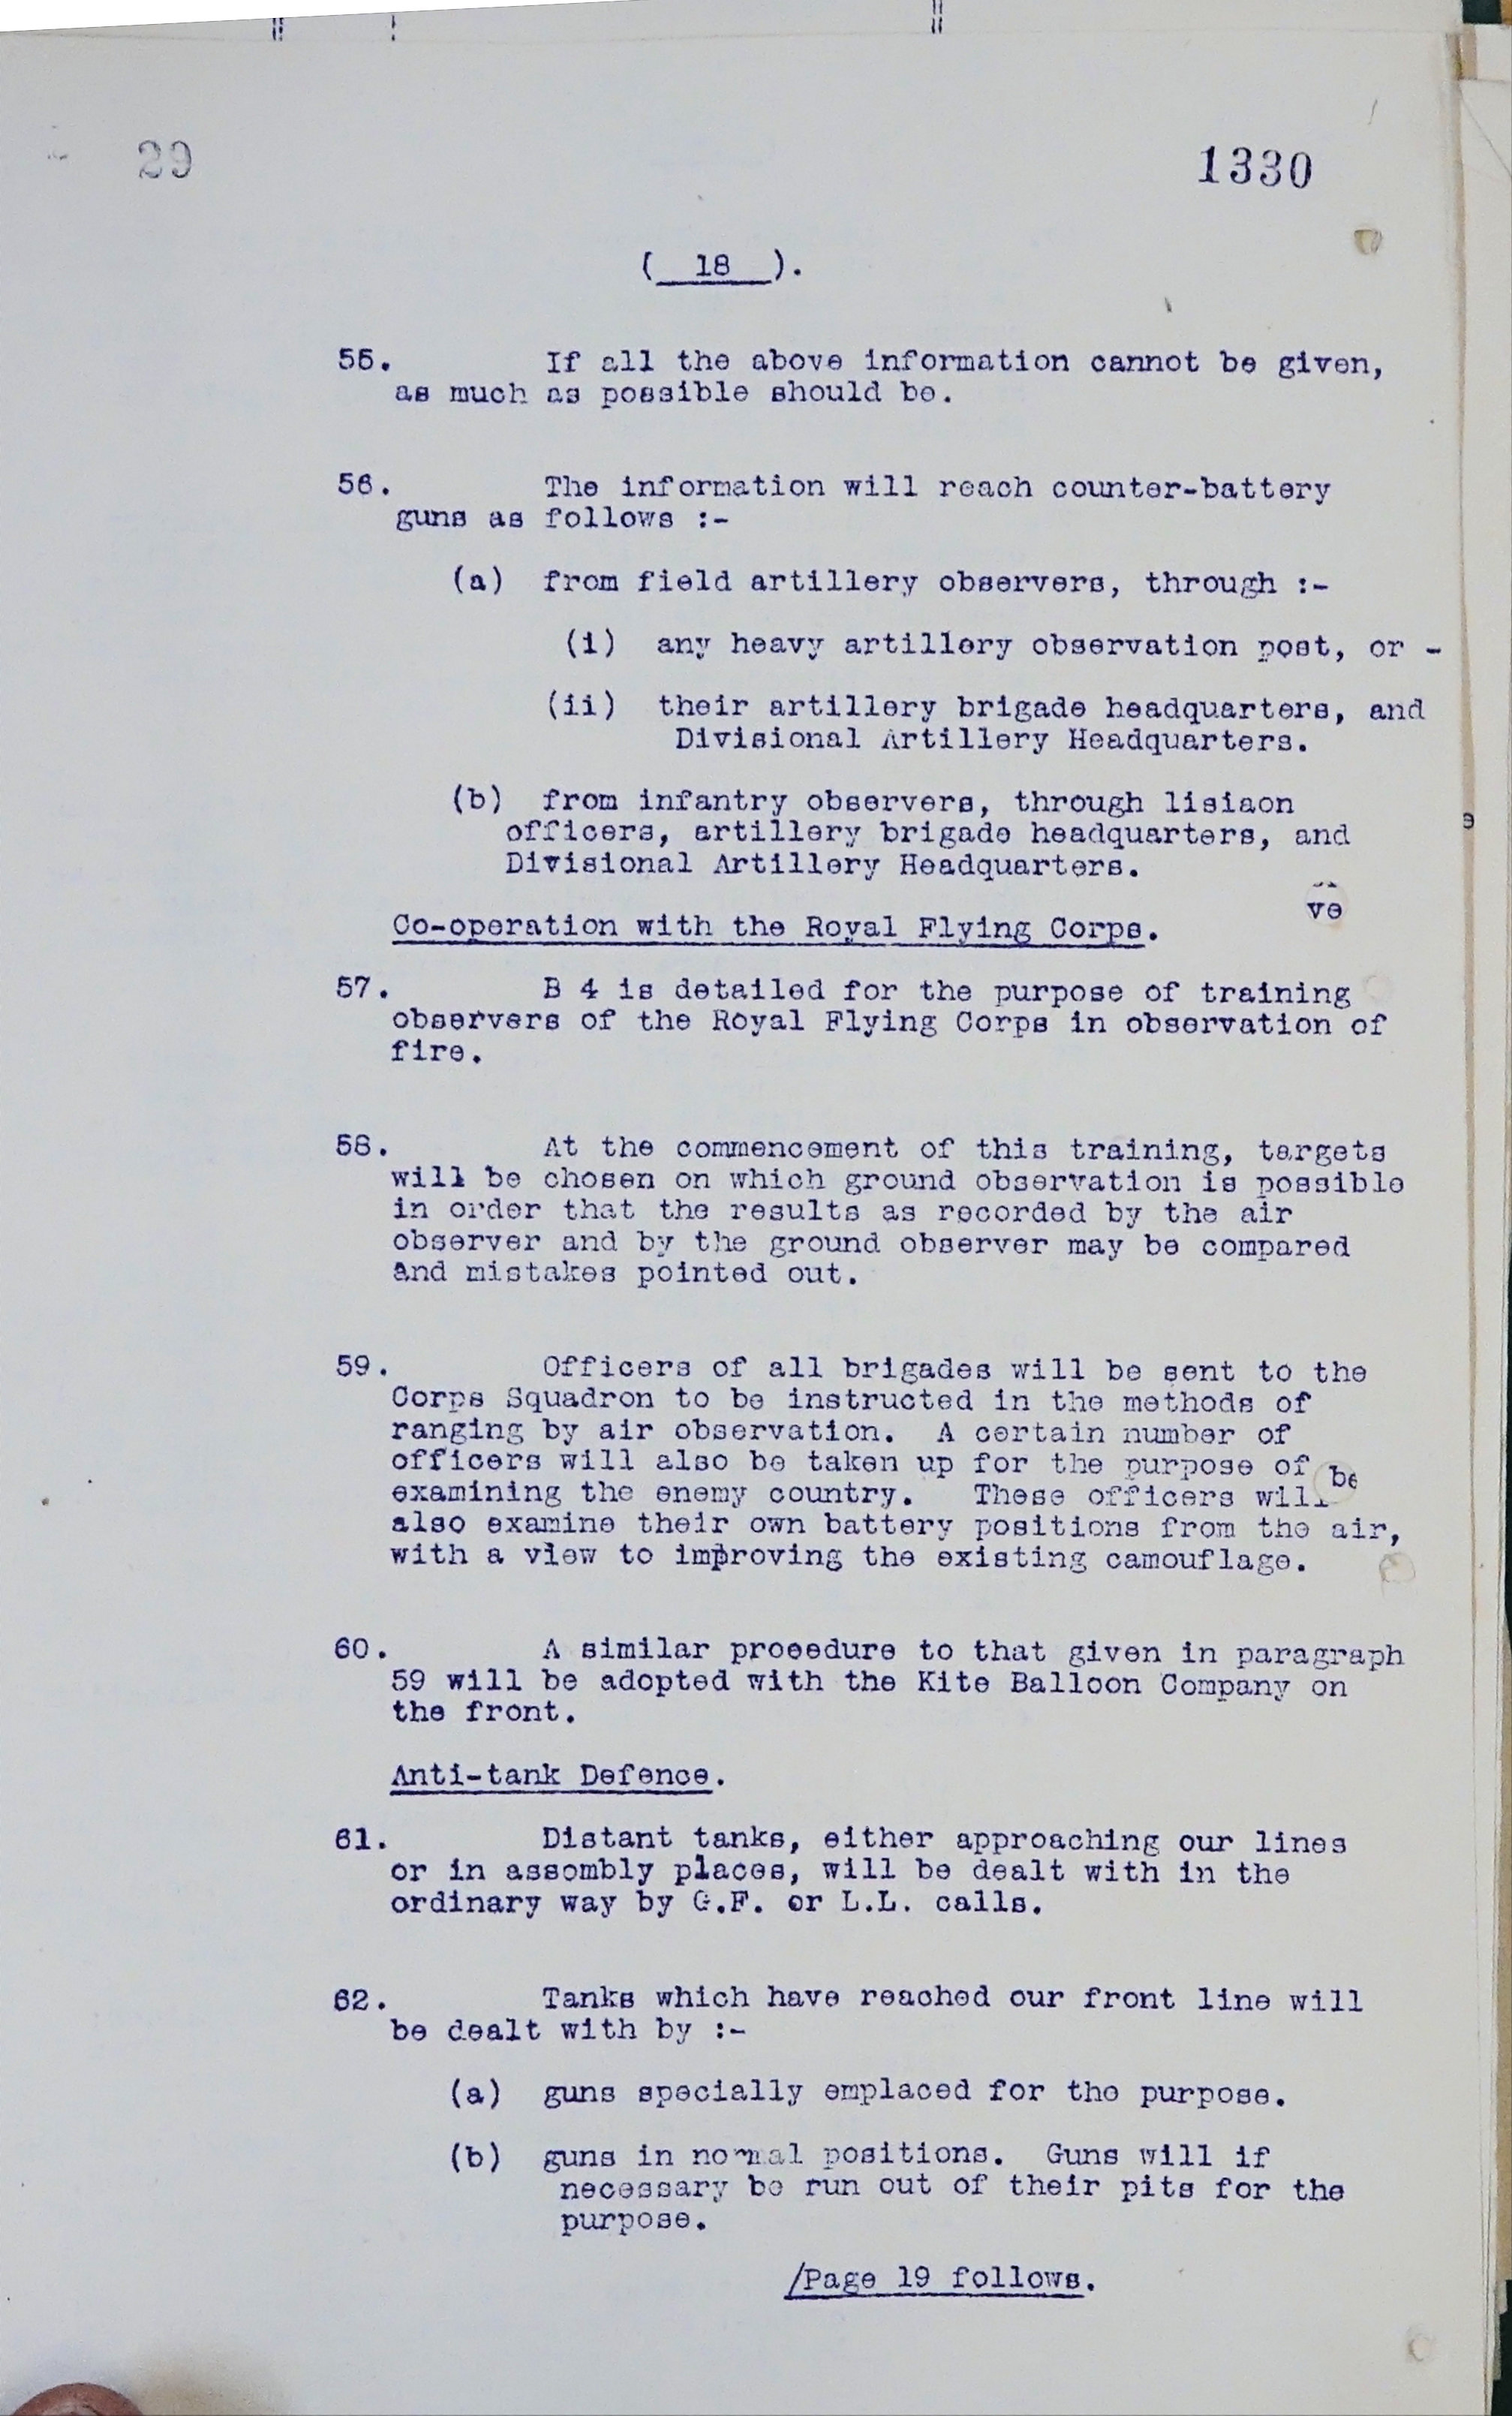 29
1330
( 18 ).
55. If all the above information cannot be given,
as much as possible should be.
56. The information will reach counter-battery
guns as follows :-
(a) from field artillery observers, through :-
(i) any heavy artillery observation post, or -
(ii) their artillery brigade headquarters, and
Divisional Artillery Headquarters.
(b) from infantry observers, through lisiaon
officers, artillery brigade headquarters, and
Divisional Artillery Headquarters.
ve
Co-operation with the Royal Flying Corps.
57. B 4 is detailed for the purpose of training
observers of the Royal Flying Corps in observation of
fire.
58. At the commencement of this training, targets
will be chosen on which ground observation is possible
in order that the results as recorded by the air
observer and by the ground observer may be compared
and mistakes pointed out.
59. Officers of all brigades will be sent to the
Corps Squadron to be instructed in the methods of
ranging by air observation. A certain number of
officers will also be taken up for the purpose of be
examining the enemy country. These officers will
also examine their own battery positions from the air,
with a view to improving the existing camouflage.
60. A similar procedure to that given in paragraph
59 will be adopted with the Kite Balloon Company on
the front.
Anti-tank Defence.
61. Distant tanks, either approaching our lines
or in assembly places, will be dealt with in the
ordinary way by G.F. or L.L. calls.
62. Tanks which have reached our front line will
be dealt with by :-
(a) guns specially emplaced for the purpose.
(b) guns in normal positions. Guns will if
necessary be run out of their pits for the
purpose.
/Page 19 follows.